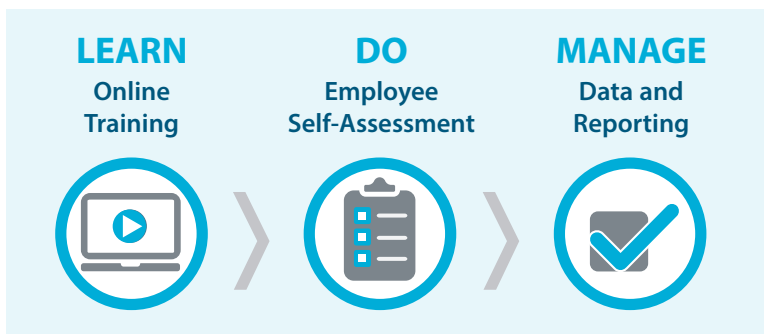 LEARN
Online
Training
DO
Employee
Self-Assessment
MANAGE
Data and
Reporting